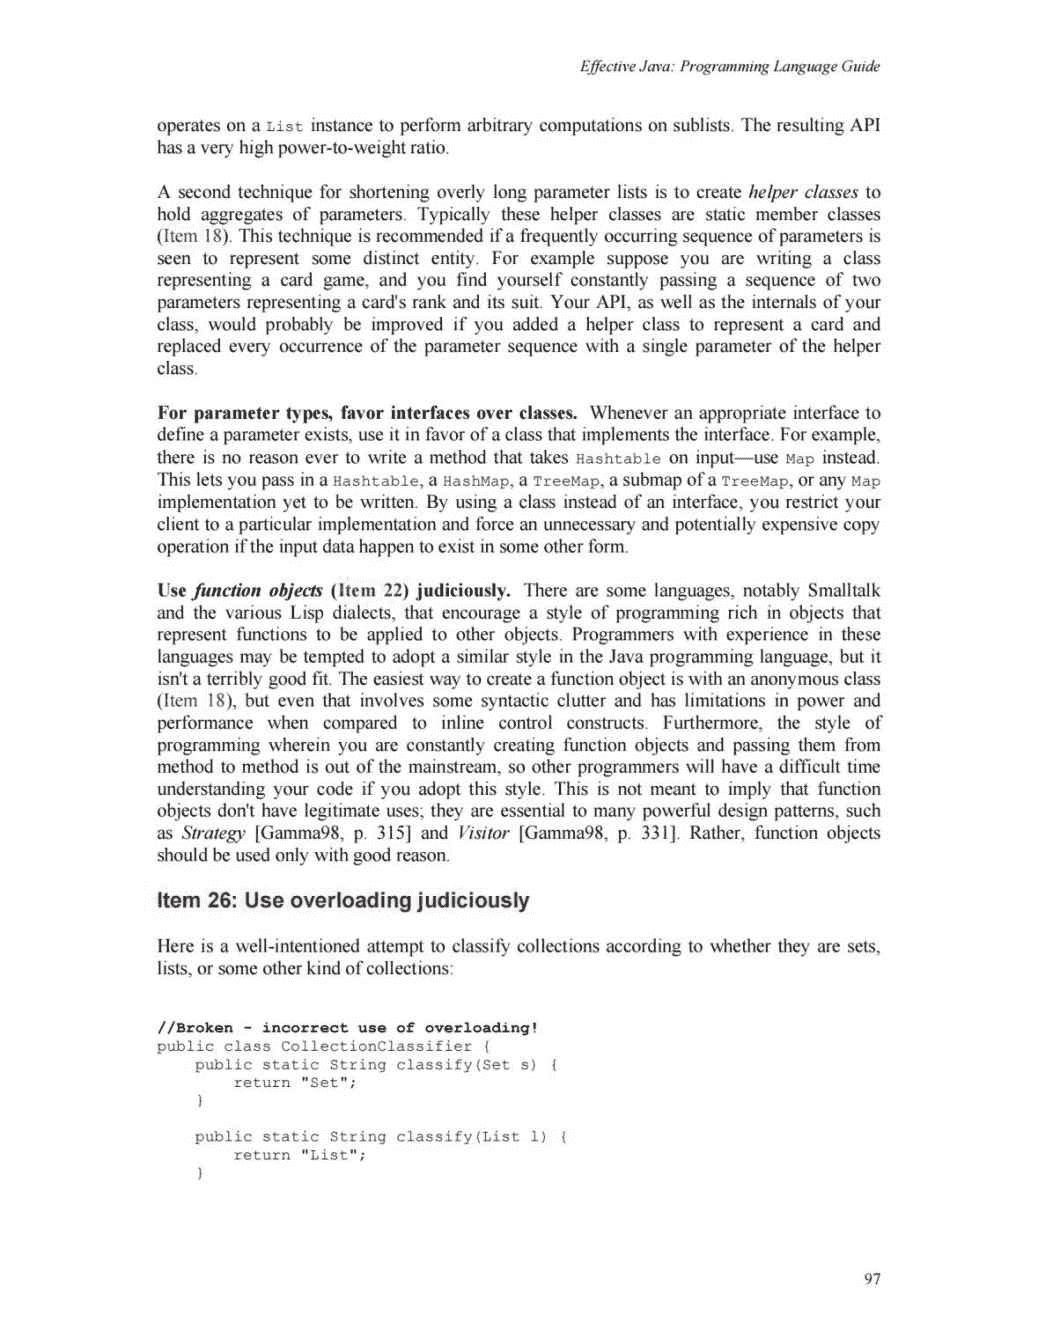 Effective Java: Programming Language Guide
operates on a List instance to perform arbitrary computations on sublists. The resulting API
has a very high power-to-weight ratio.
A second technique for shortening overly long parameter lists is to create helper classes to
hold aggregates of parameters. Typically these helper classes are static member classes
(Item 18). This technique is recommended if a frequently occurring sequence of parameters is
seen to represent some distinct entity. For example suppose you are writing a class
representing a card game, and you find yourself constantly passing a sequence of two
parameters representing a card's rank and its suit. Your API, as well as the internals of your
class, would probably be improved if you added a helper class to represent a card and
replaced every occurrence of the parameter sequence with a single parameter of the helper
class.
For parameter types, favor interfaces over classes. Whenever an appropriate interface to
define a parameter exists, use it in favor of a class that implements the interface. For example,
there is no reason ever to write a method that takes Hashtable on input—use Map instead.
This lets you pass in a Hashtable, a HashMap, a TreeMap, a submap of a TreeMap, or any Map
implementation yet to be written. By using a class instead of an interface, you restrict your
client to a particular implementation and force an unnecessary and potentially expensive copy
operation if the input data happen to exist in some other form.
Use function objects (Item 22) judiciously. There are some languages, notably Smalltalk
and the various Lisp dialects, that encourage a style of programming rich in objects that
represent functions to be applied to other objects. Programmers with experience in these
languages may be tempted to adopt a similar style in the Java programming language, but it
isn't a terribly good fit. The easiest way to create a function object is with an anonymous class
(Item 18), but even that involves some syntactic clutter and has limitations in power and
performance when compared to inline control constructs. Furthermore, the style of
programming wherein you are constantly creating function objects and passing them from
method to method is out of the mainstream, so other programmers will have a difficult time
understanding your code if you adopt this style. This is not meant to imply that function
objects don't have legitimate uses; they are essential to many powerful design patterns, such
as Strategy [Gamma98, p. 315] and Visitor [Gamma98, p. 331]. Rather, function objects
should be used only with good reason.
Item 26: Use overloading judiciously
Here is a well-intentioned attempt to classify collections according to whether they are sets,
lists, or some other kind of collections:
//Broken - incorrect use of overloading!
public class CollectionClassifier {
    public static String classify(Set s) {
        return "Set";
    }
    public static String classify(List l) {
        return "List";
    }
97